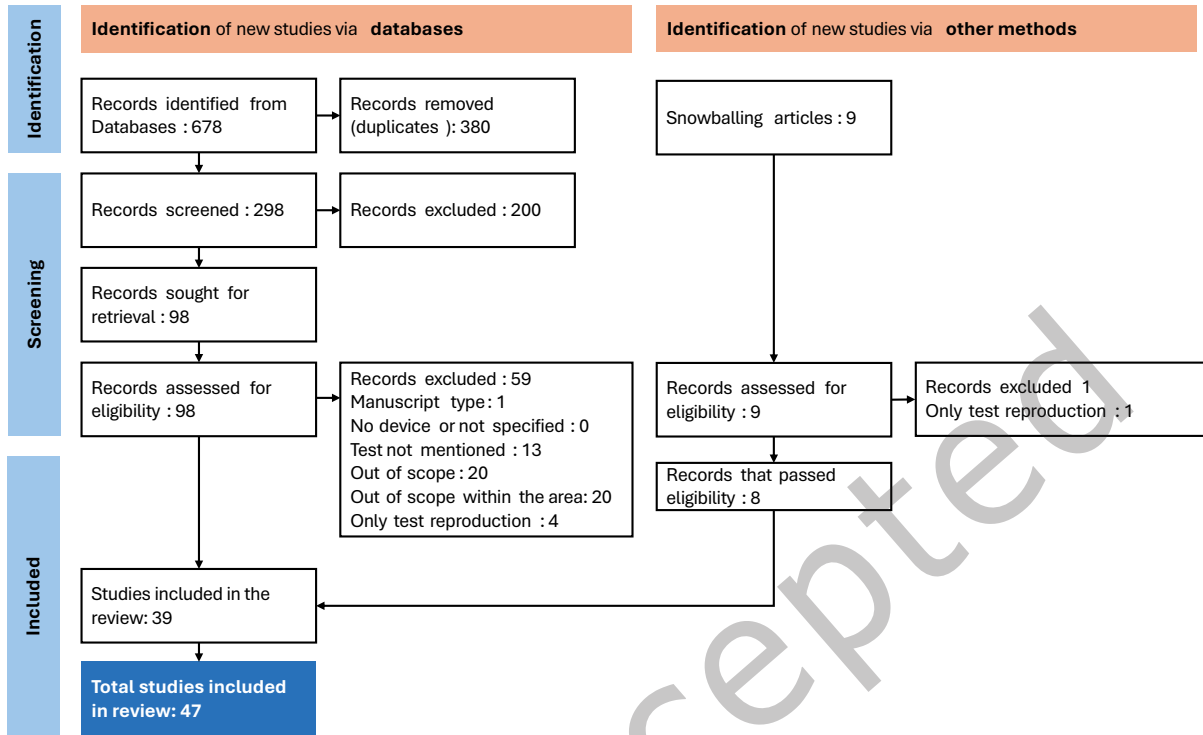 Identification of new studies via databases
Identification of new studies via other methods
Identification
Records identified from
Databases : 678
Records removed
(duplicates ): 380
Snowballing articles : 9
Screening
Records screened : 298
Records excluded : 200
Records sought for
retrieval : 98
Records assessed for
eligibility : 98
Records excluded : 59
Manuscript type : 1
No device or not specified : 0
Test not mentioned : 13
Out of scope : 20
Out of scope within the area: 20
Only test reproduction : 4
Records assessed for
eligibility : 9
Records excluded 1
Only test reproduction : 1
Records that passed
eligibility : 8
Included
Studies included in the
review: 39
Total studies included
in review: 47
cepted